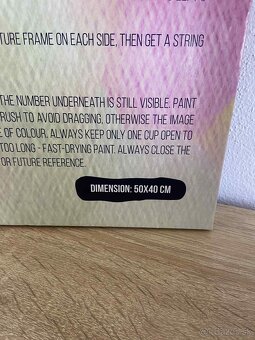 TURE FRAME ON EACH SIDE, THEN GET A STRING
THE NUMBER UNDERNEATH IS STILL VISIBLE. PAINT
RUSH TO AVOID DRAGGING, OTHERWISE THE IMAGE
E OF COLOUR, ALWAYS KEEP ONLY ONE CUP OPEN TO
TOO LONG - FAST-DRYING PAINT. ALWAYS CLOSE THE
OR FUTURE REFERENCE.
DIMENSION: 50X40 CM